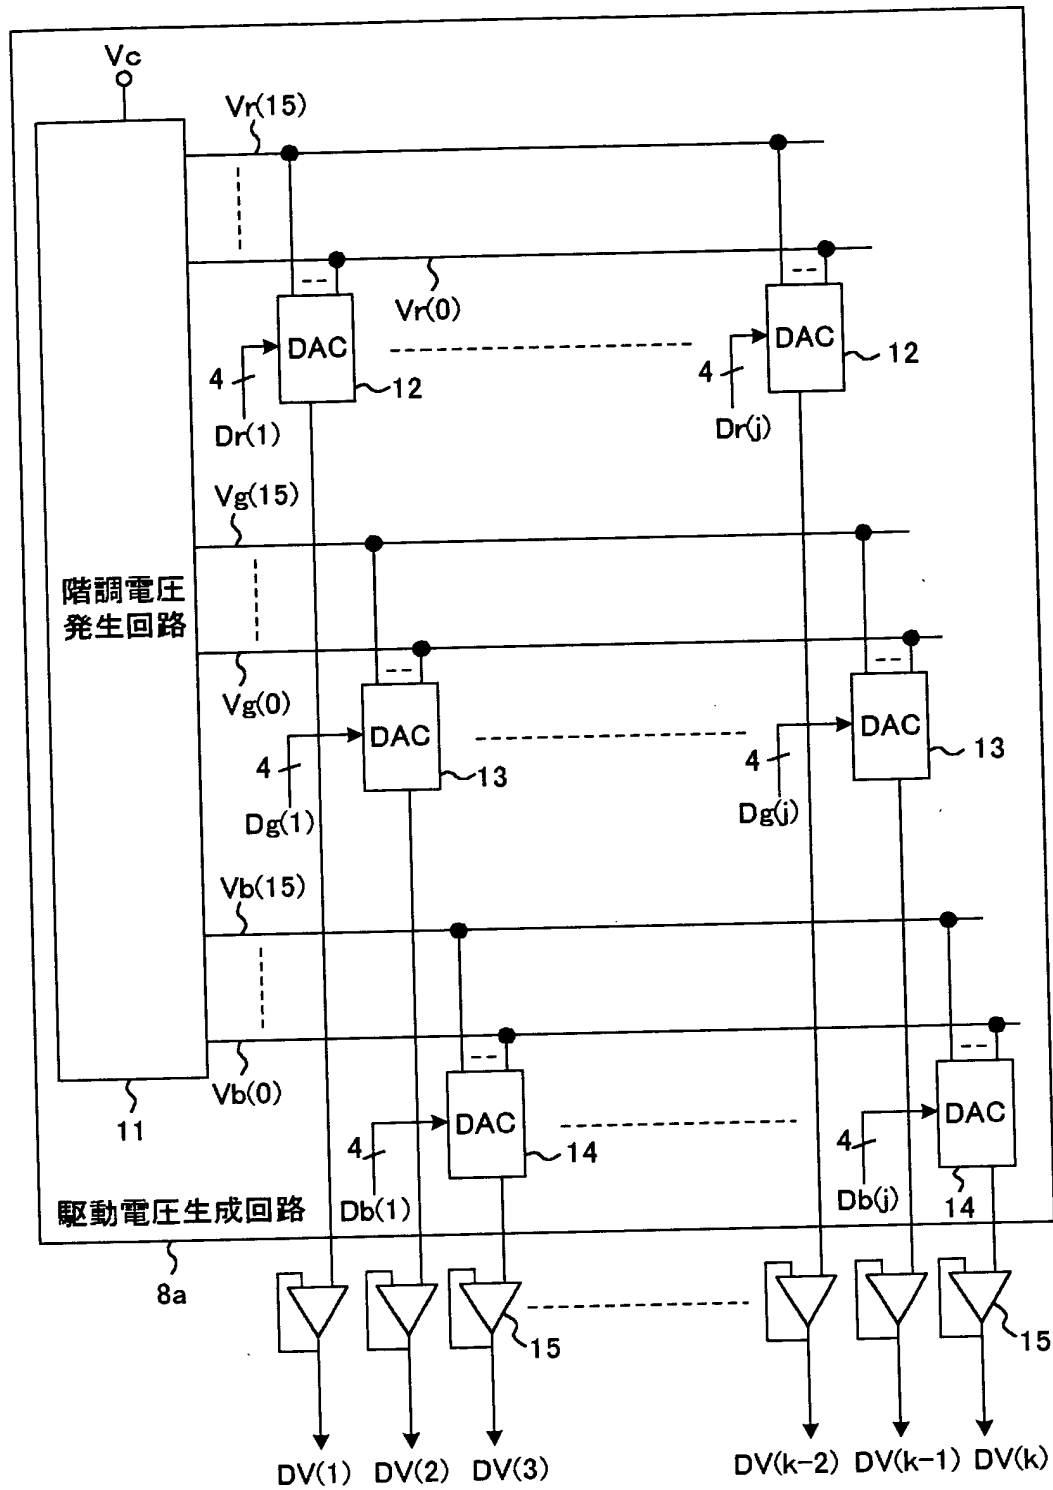 Vc
Vr(15)
Vr(0)
DAC
DAC
12
12
4
4
Dr(1)
Dr(j)
Vg(15)
階調電圧
発生回路
Vg(0)
DAC
DAC
13
13
4
4
Dg(1)
Dg(j)
Vb(15)
Vb(0)
11
DAC
DAC
4
14
4
14
Db(1)
Db(j)
駆動電圧生成回路
8a
15
15
DV(1)
DV(2)
DV(3)
DV(k-2)
DV(k-1)
DV(k)